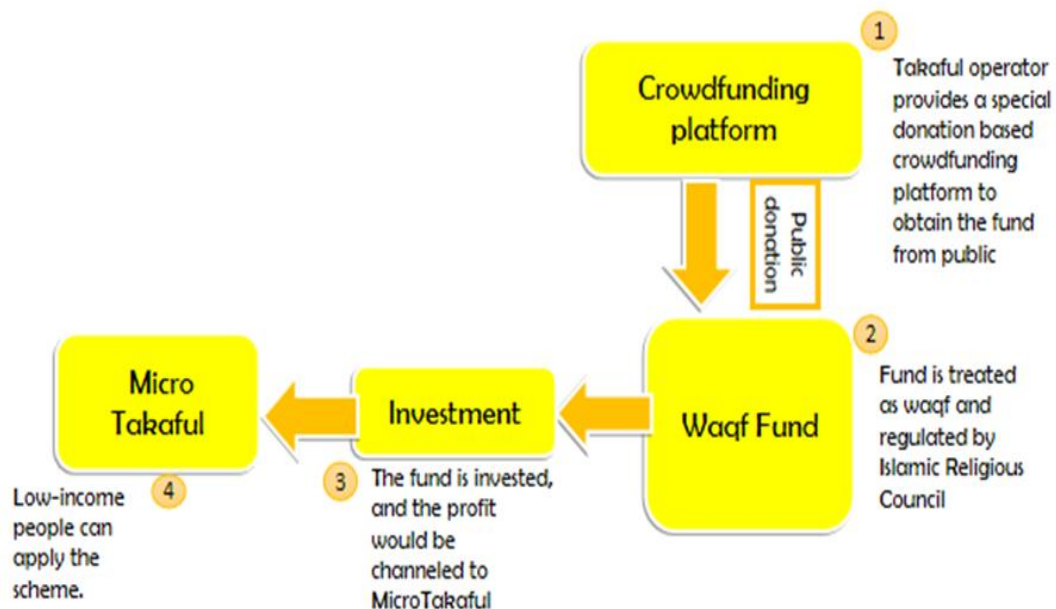 Crowdfunding
platform
1
Takaful operator
provides a special
donation based
crowdfunding
platform to
obtain the fund
from public
Public
donation
Waqf Fund
2
Fund is treated
as waqf and
regulated by
Islamic Religious
Council
Investment
3
The fund is invested,
and the profit
would be
channeled to
MicroTakaful
Micro
Takaful
4
Low-income
people can
apply the
scheme.